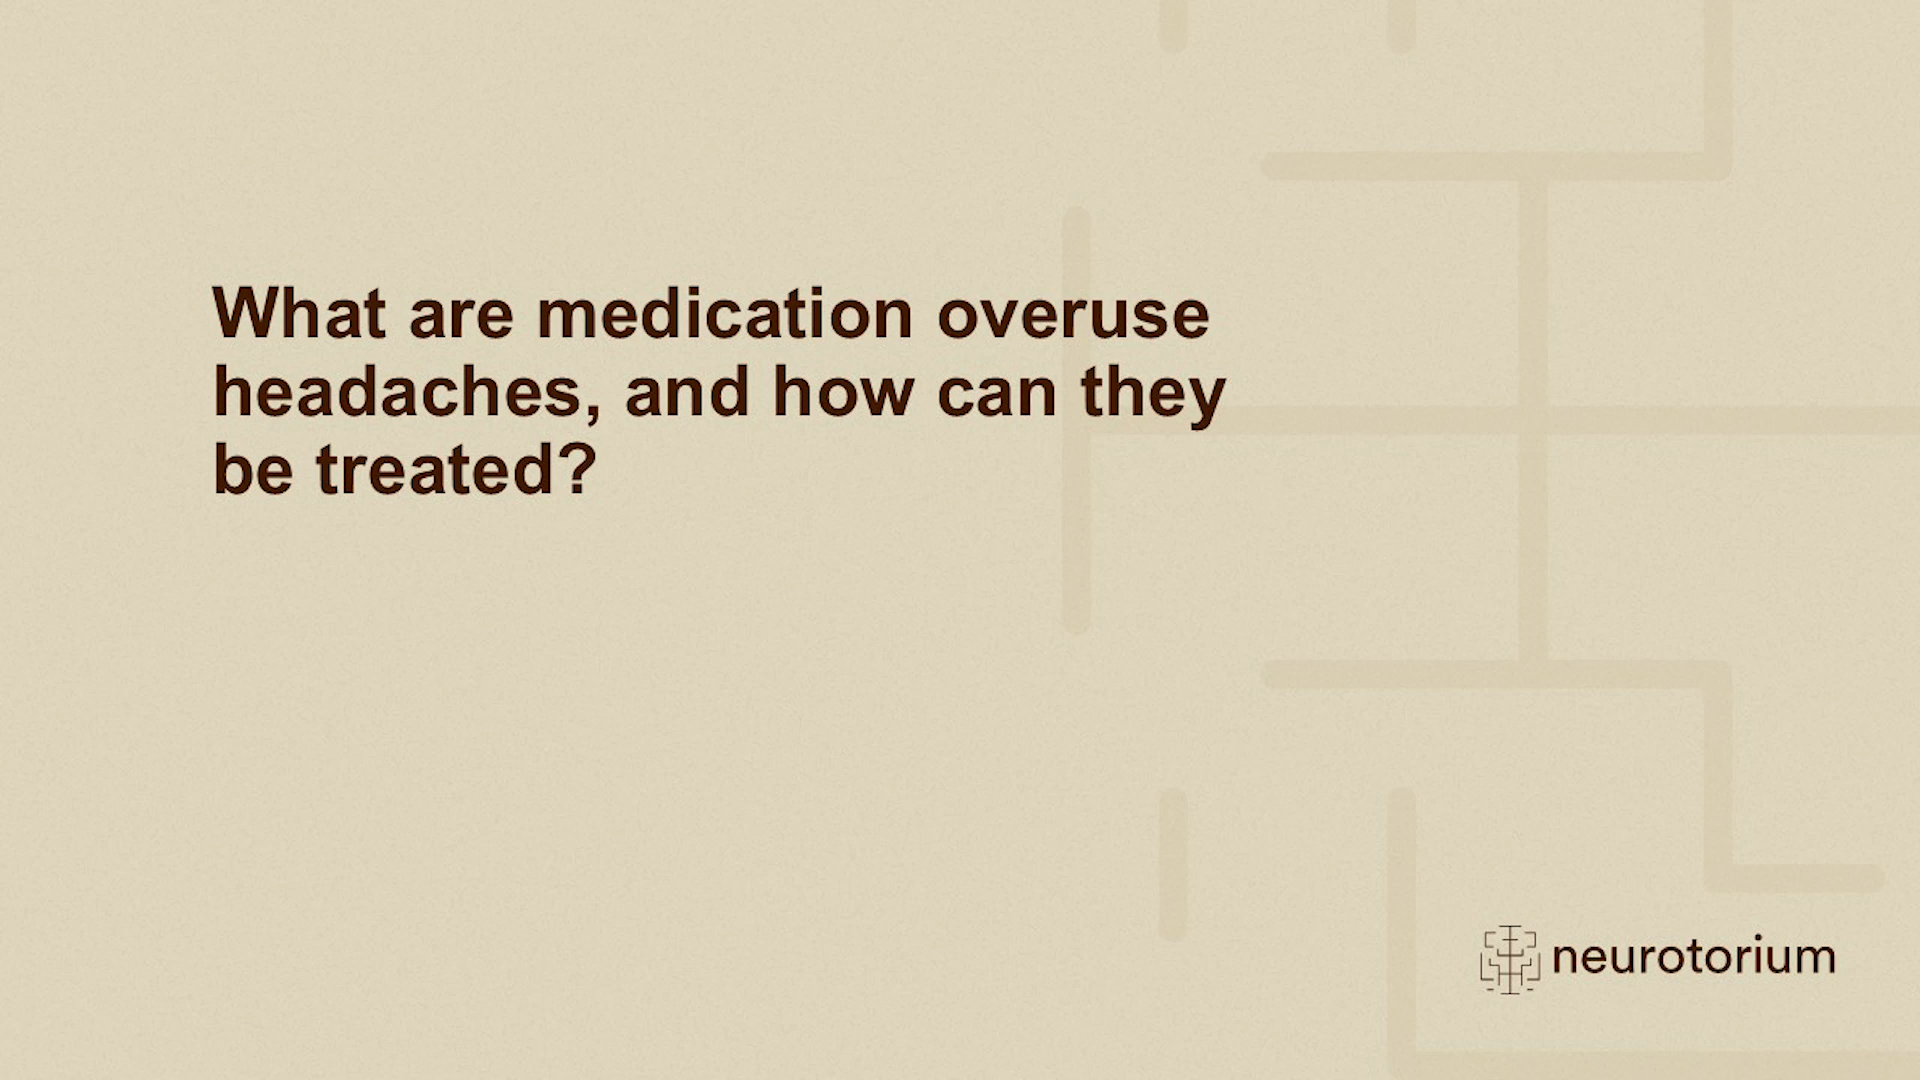 What are medication overuse
headaches, and how can they
be treated?
neurotorium